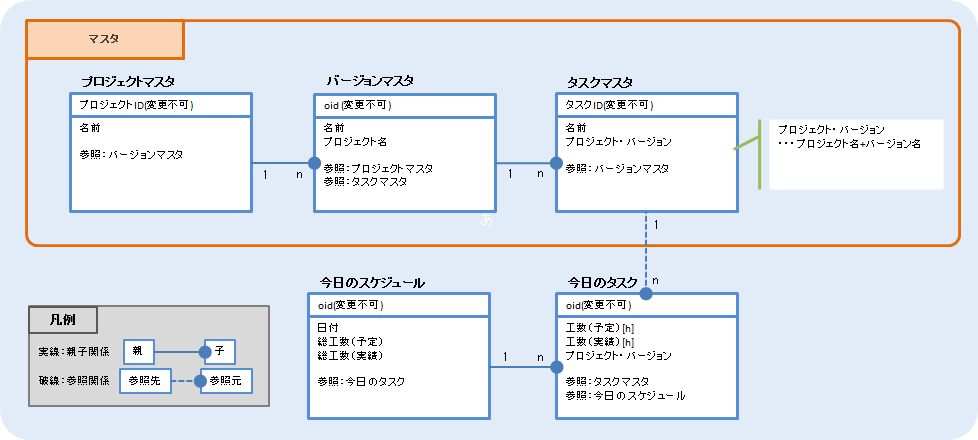 マスタ
プロジェクトマスタ
プロジェクトID(変更不可)
名前
参照:バージョンマスタ
1
n
バージョンマスタ
oid (変更不可)
名前
プロジェクト名
参照:プロジェクトマスタ
参照:タスクマスタ
1
n
タスクマスタ
タスクID(変更不可)
名前
プロジェクト・バージョン
参照:バージョンマスタ
プロジェクト・バージョン
・・・プロジェクト名+バージョン名
あ
1
n
今日のスケジュール
oid(変更不可)
日付
総工数(予定)
総工数(実績)
参照:今日のタスク
1
n
今日のタスク
oid(変更不可)
工数(予定)[h]
工数(実績)[h]
プロジェクト・バージョン
参照:タスクマスタ
参照:今日のスケジュール
凡例
実線:親子関係
親
子
破線:参照関係
参照先
参照元